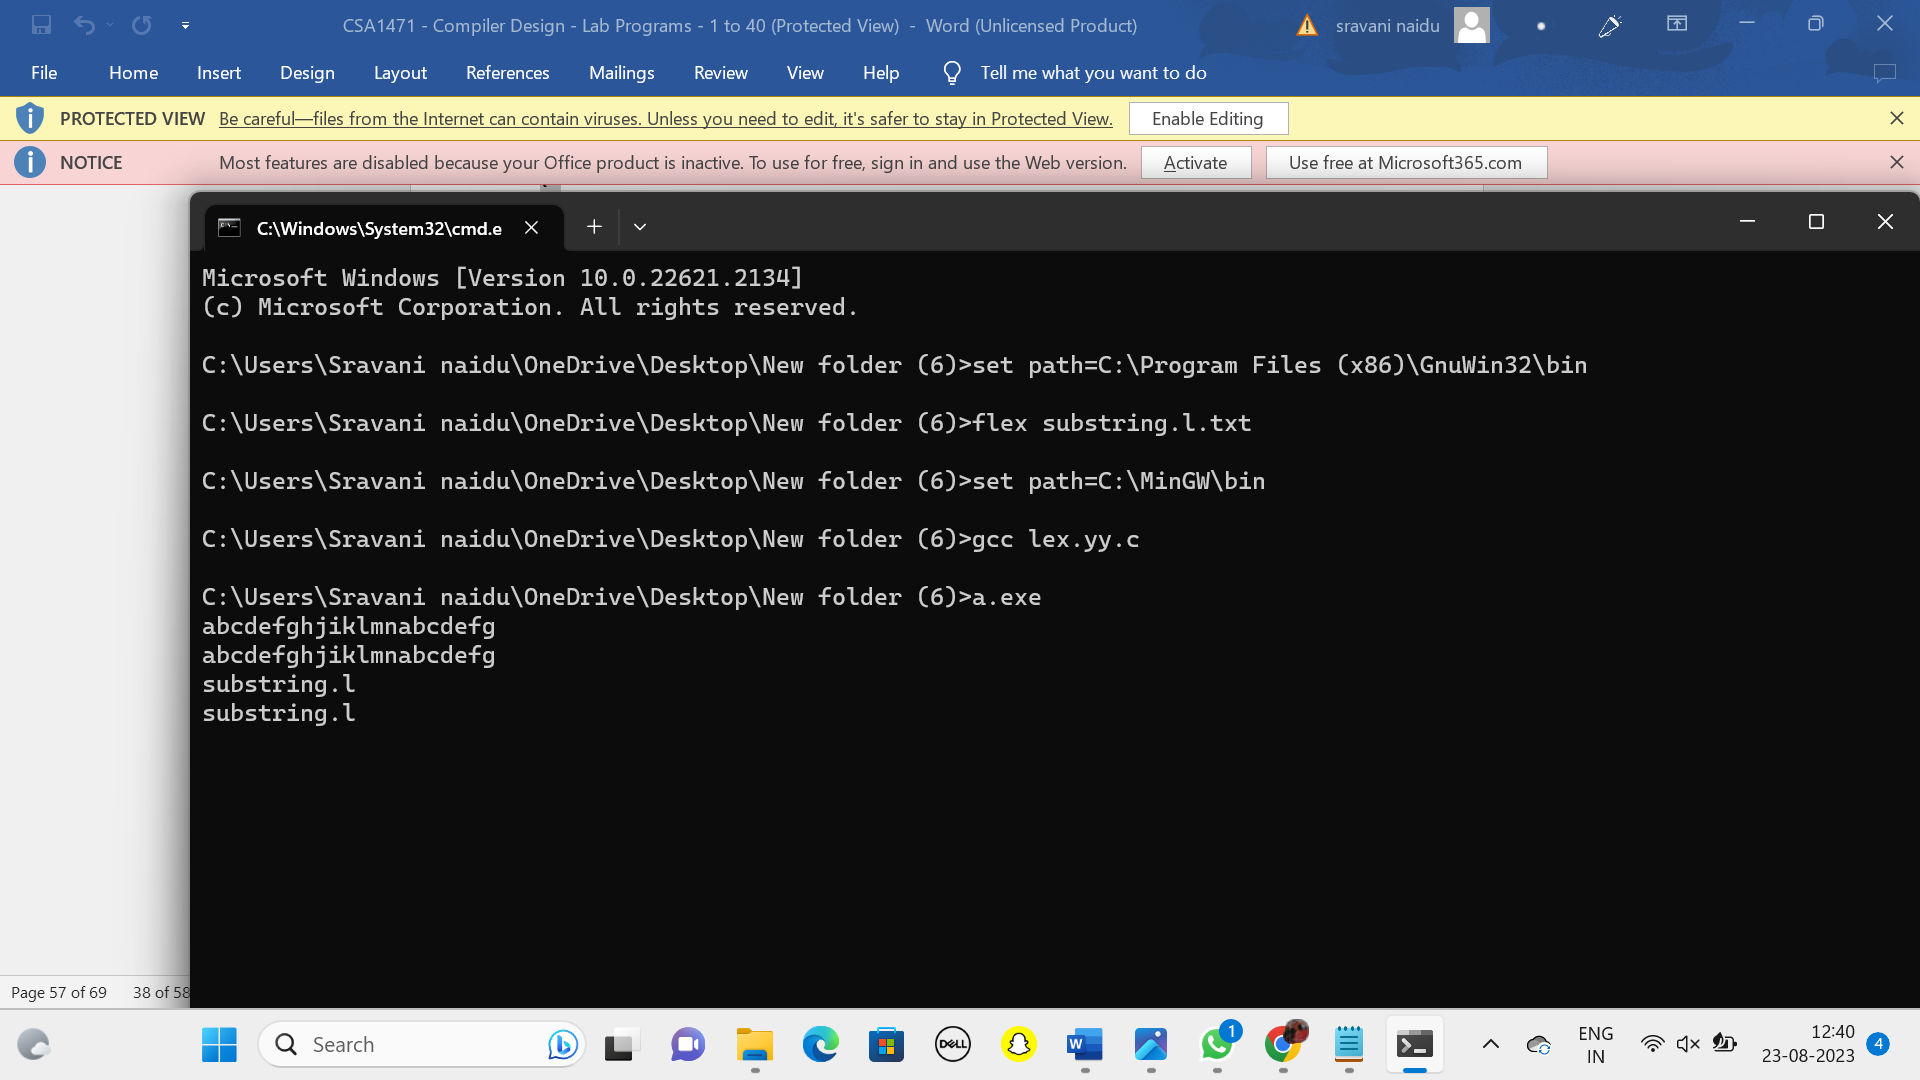 CSA1471 - Compiler Design - Lab Programs - 1 to 40 (Protected View) - Word (Unlicensed Product)
sravani naidu
File Home Insert Design Layout References Mailings Review View Help Tell me what you want to do
PROTECTED VIEW Be careful—files from the Internet can contain viruses. Unless you need to edit, it's safer to stay in Protected View. Enable Editing
NOTICE Most features are disabled because your Office product is inactive. To use for free, sign in and use the Web version. Activate Use free at Microsoft365.com
C:\Windows\System32\cmd.e
Microsoft Windows [Version 10.0.22621.2134]
(c) Microsoft Corporation. All rights reserved.
C:\Users\Sravani naidu\OneDrive\Desktop\New folder (6)>set path=C:\Program Files (x86)\GnuWin32\bin
C:\Users\Sravani naidu\OneDrive\Desktop\New folder (6)>flex substring.l.txt
C:\Users\Sravani naidu\OneDrive\Desktop\New folder (6)>set path=C:\MinGW\bin
C:\Users\Sravani naidu\OneDrive\Desktop\New folder (6)>gcc lex.yy.c
C:\Users\Sravani naidu\OneDrive\Desktop\New folder (6)>a.exe
abcdefghjiklmnabcdefg
abcdefghjiklmnabcdefg
substring.l
substring.l
Page 57 of 69 38 of 58
Search
DELL
W
1
ENG
IN
12:40
23-08-2023
4